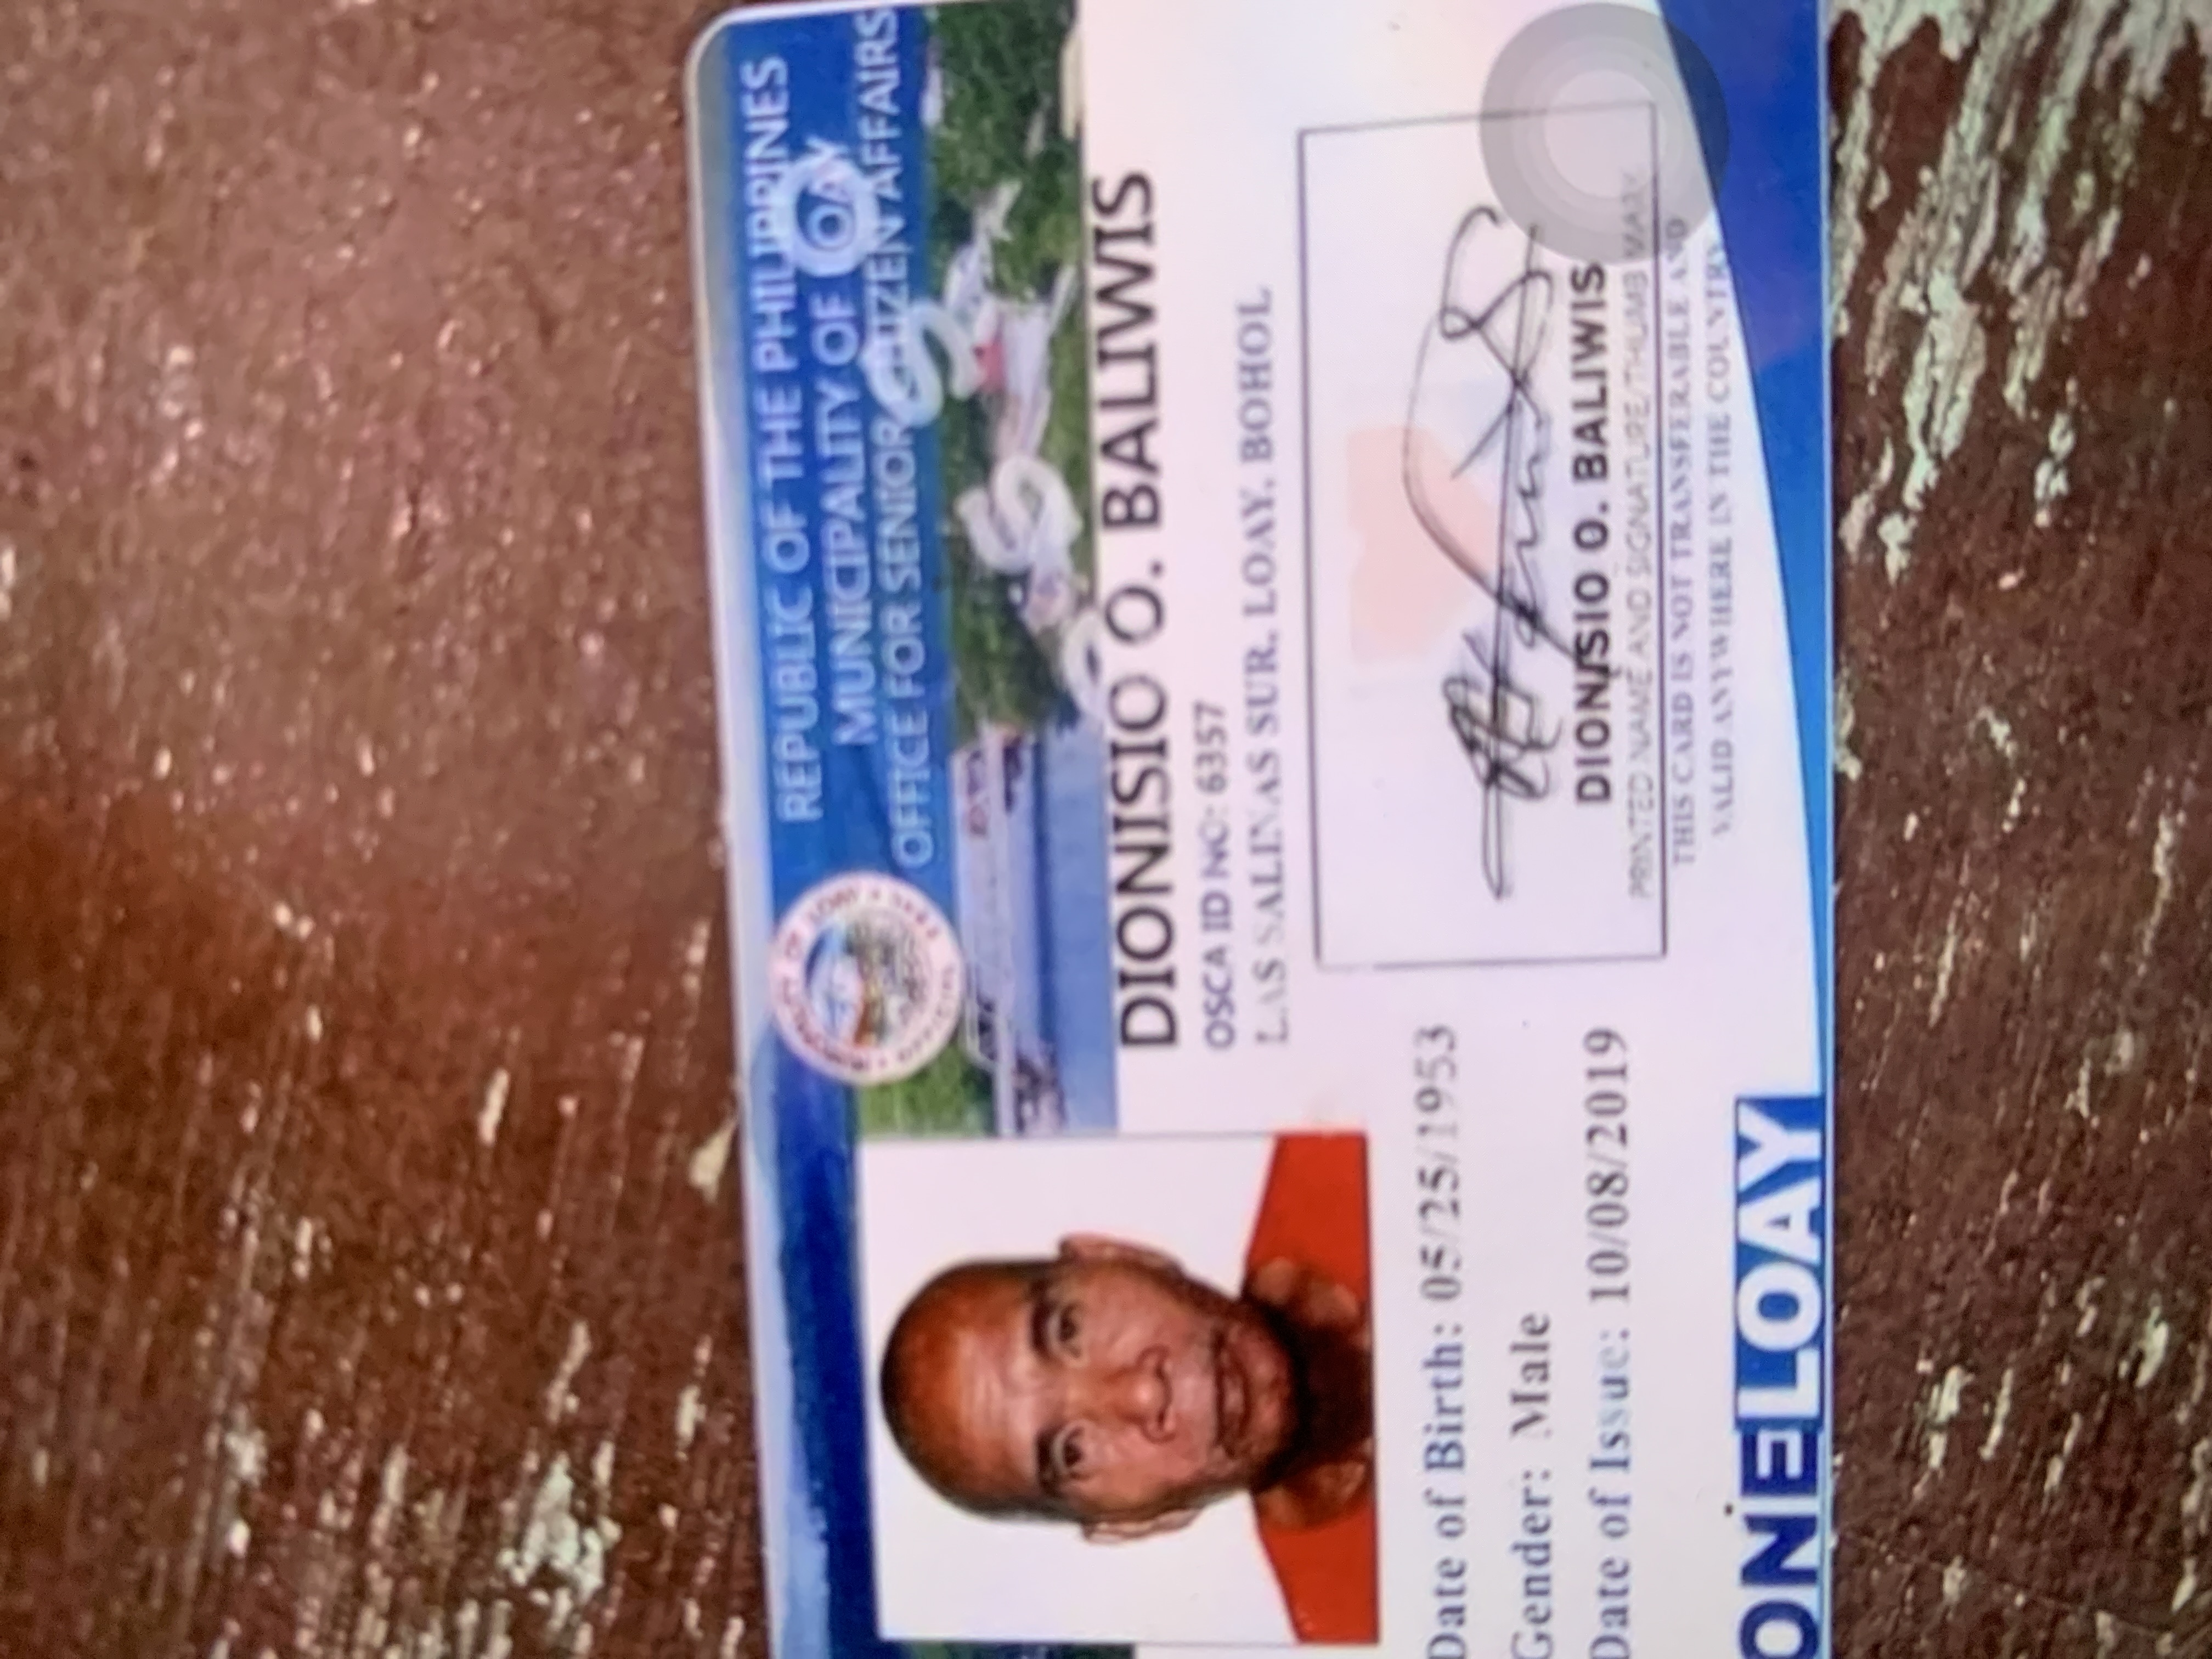 REPUBLIC OF THE PHILIPPINES
MUNICIPALITY OF LOAY
OFFICE FOR SENIOR CITIZEN AFFAIRS
DIONISIO O. BALIWIS
OSCA ID NO: 6357
LAS SALINAS SUR, LOAY, BOHOL
Date of Birth: 05/25/1953
Gender: Male
Date of Issue: 10/08/2019
DIONISIO O. BALIWIS
PRINTED NAME AND SIGNATURE/THUMB MARK
THIS CARD IS NOT TRANSFERABLE AND
VALID ANYWHERE IN THE COUNTRY
ONELOAY